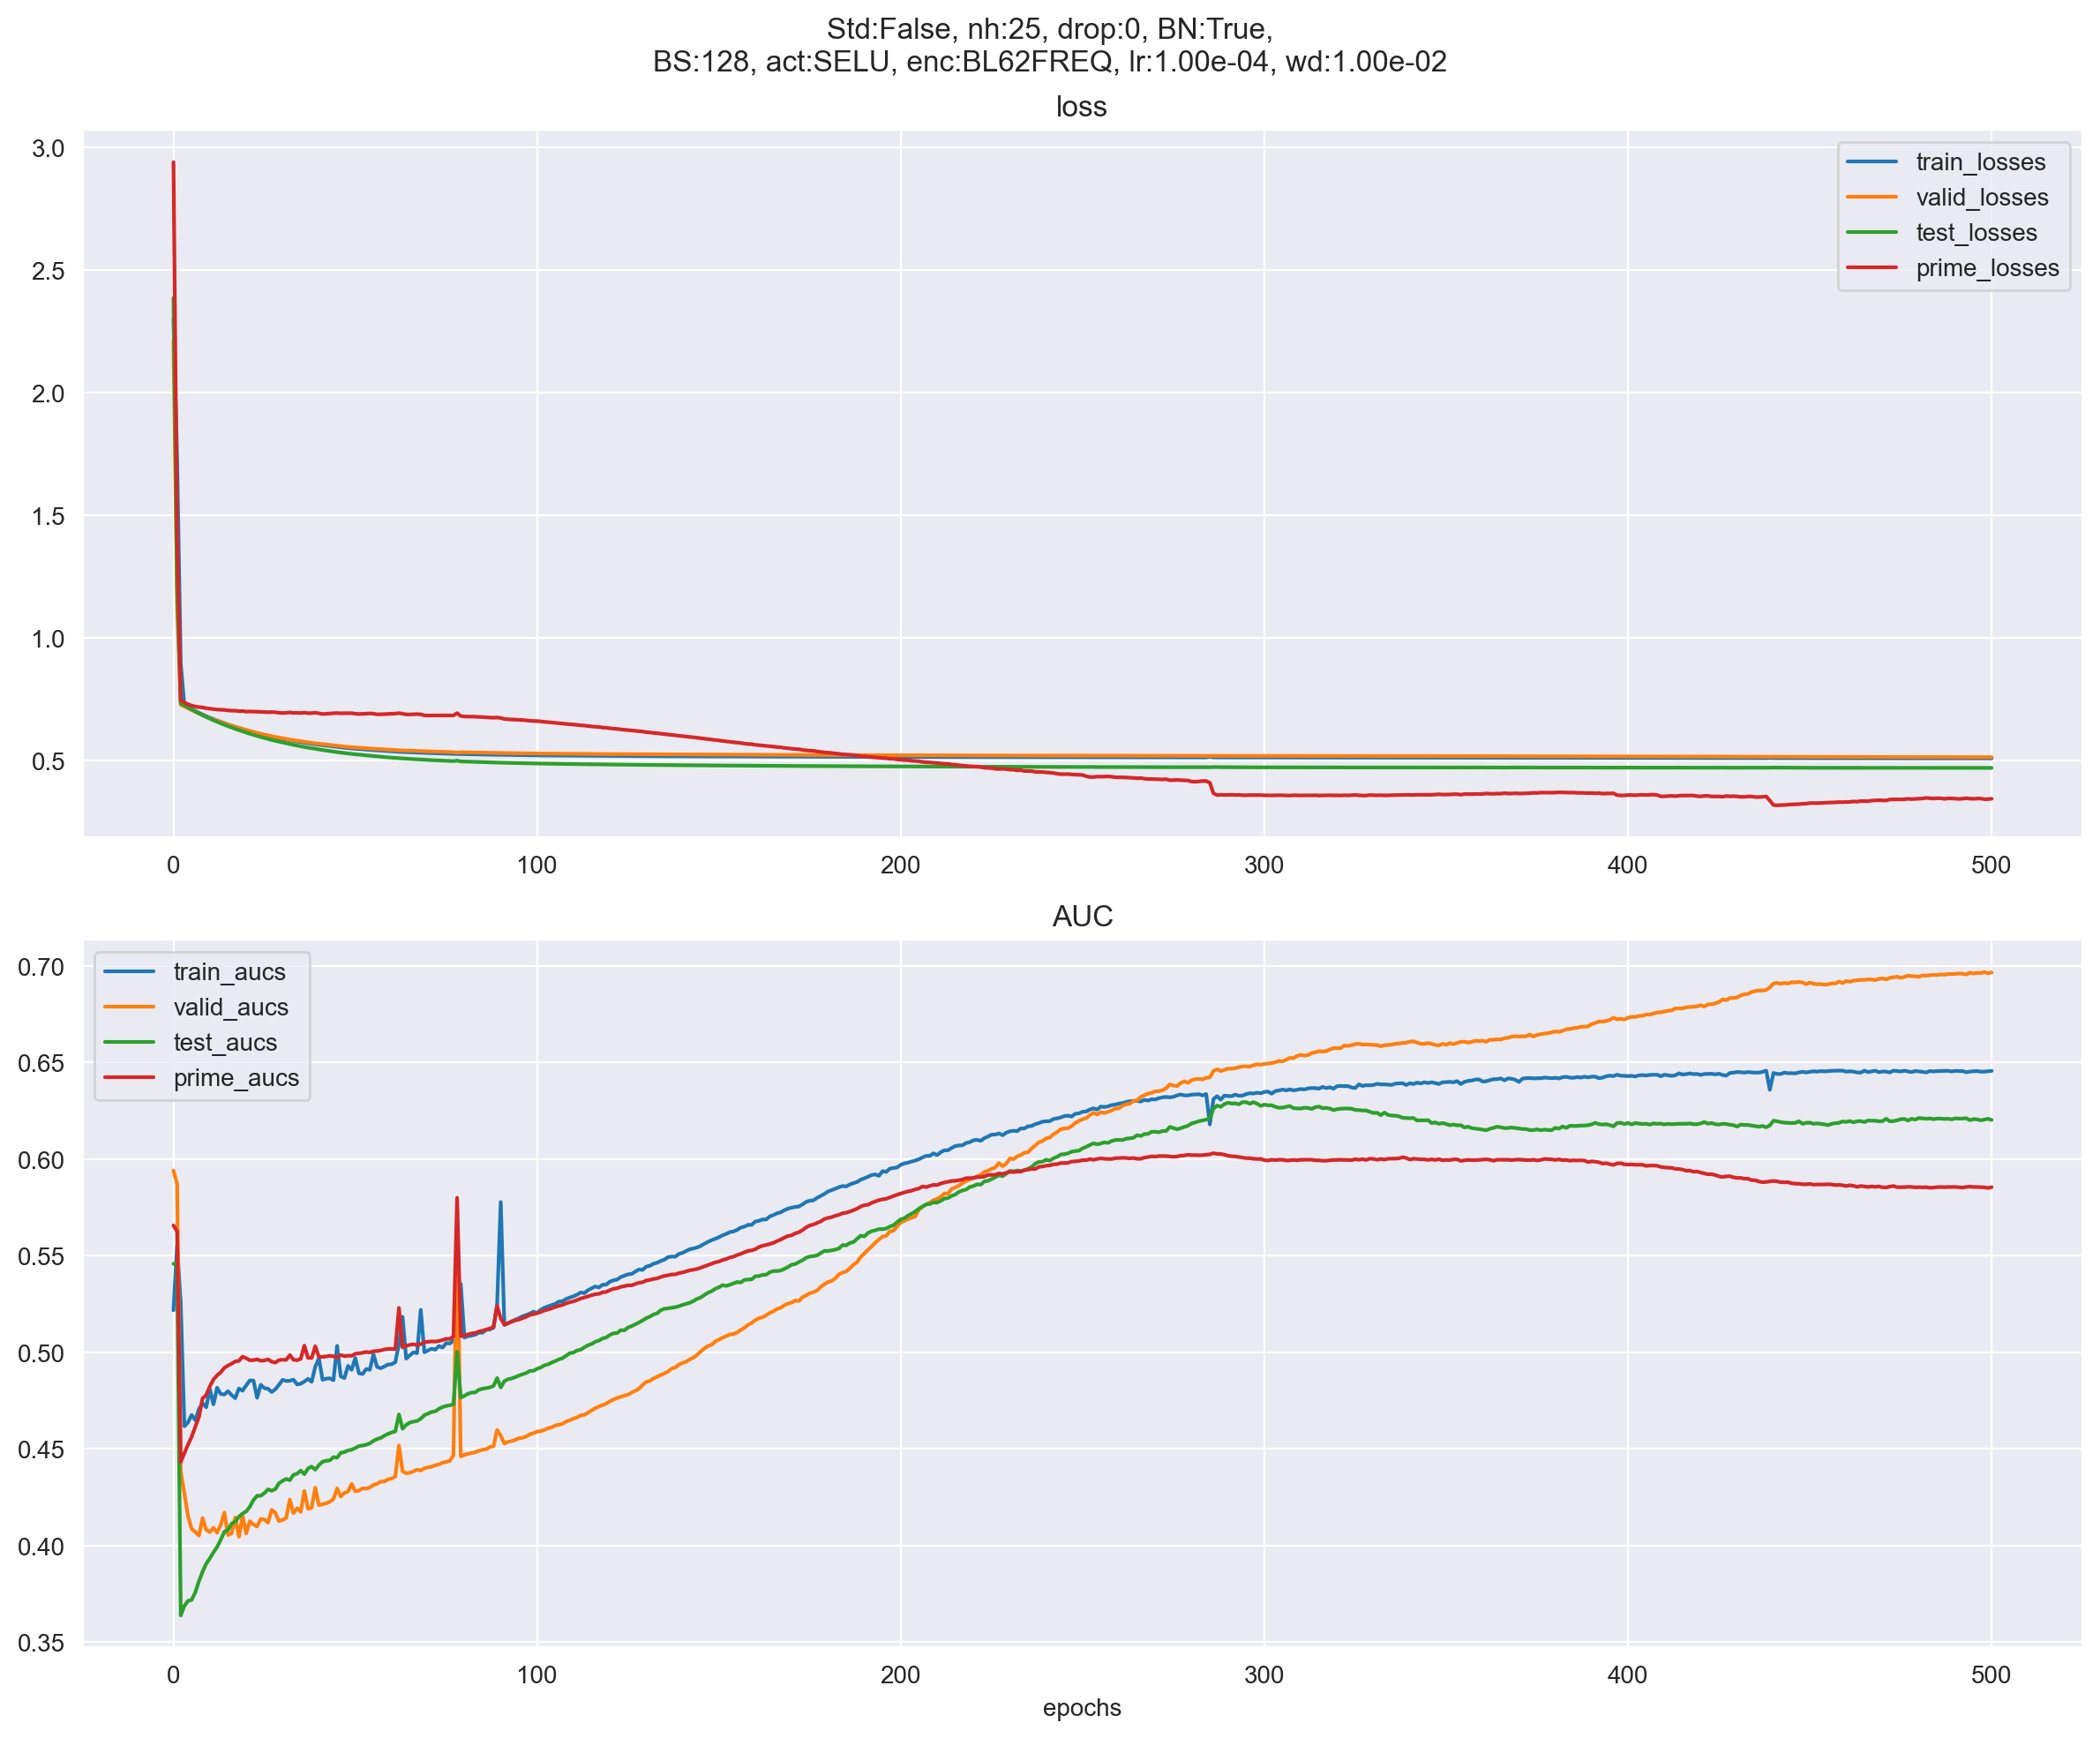 Std:False, nh:25, drop:0, BN:True,
BS:128, act:SELU, enc:BL62FREQ, lr:1.00e-04, wd:1.00e-02
loss
3.0
2.5
2.0
1.5
1.0
0.5
train_losses
valid_losses
test_losses
prime_losses
0 100 200 300 400 500
AUC
0.70
0.65
0.60
0.55
0.50
0.45
0.40
0.35
train_aucs
valid_aucs
test_aucs
prime_aucs
0 100 200 300 400 500
epochs